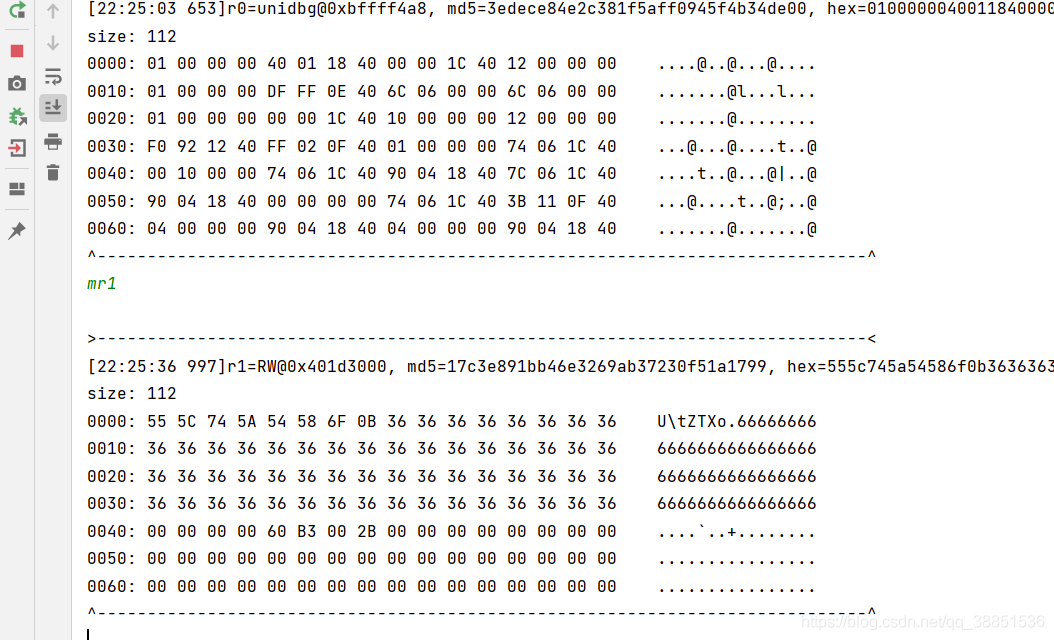 [22:25:03 653]r0=unidbg@0xbffff4a8, md5=3edece84e2c381f5aff0945f4b34de00, hex=0100000040011840000
size: 112
0000: 01 00 00 00 40 01 18 40 00 00 1C 40 12 00 00 00    ....@..@...@....
0010: 01 00 00 00 DF FF 0E 40 6C 06 00 00 6C 06 00 00    .......@l...l...
0020: 01 00 00 00 00 00 1C 40 10 00 00 00 12 00 00 00    .......@........
0030: F0 92 12 40 FF 02 0F 40 01 00 00 00 74 06 1C 40    ...@...@....t..@
0040: 00 10 00 00 74 06 1C 40 90 04 18 40 7C 06 1C 40    ....t..@...@|..@
0050: 90 04 18 40 00 00 00 00 74 06 1C 40 3B 11 0F 40    ...@....t..@;..@
0060: 04 00 00 00 90 04 18 40 04 00 00 00 90 04 18 40    .......@.......@
^-----------------------------------------------------------------------------^
mr1
>-----------------------------------------------------------------------------<
[22:25:36 997]r1=RW@0x401d3000, md5=17c3e891bb46e3269ab37230f51a1799, hex=555c745a54586f0b3636363
size: 112
0000: 55 5C 74 5A 54 58 6F 0B 36 36 36 36 36 36 36 36    U\tZTXo.66666666
0010: 36 36 36 36 36 36 36 36 36 36 36 36 36 36 36 36    6666666666666666
0020: 36 36 36 36 36 36 36 36 36 36 36 36 36 36 36 36    6666666666666666
0030: 36 36 36 36 36 36 36 36 36 36 36 36 36 36 36 36    6666666666666666
0040: 00 00 00 00 60 B3 00 2B 00 00 00 00 00 00 00 00    ....`..+........
0050: 00 00 00 00 00 00 00 00 00 00 00 00 00 00 00 00    ................
0060: 00 00 00 00 00 00 00 00 00 00 00 00 00 00 00 00    ................
^-----------------------------------------------------------------------------^
https://blog.csdn.net/qq_38851536